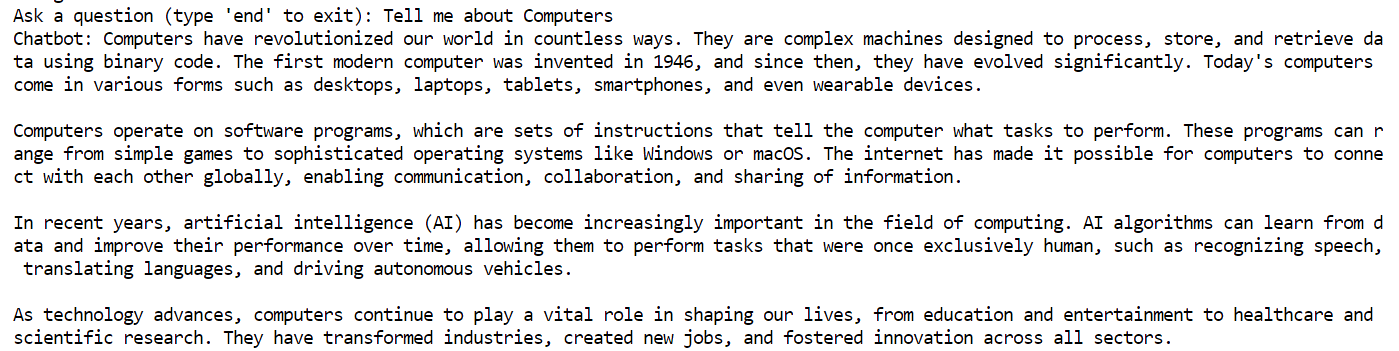 Ask a question (type 'end' to exit): Tell me about Computers
Chatbot: Computers have revolutionized our world in countless ways. They are complex machines designed to process, store, and retrieve da
ta using binary code. The first modern computer was invented in 1946, and since then, they have evolved significantly. Today's computers
come in various forms such as desktops, laptops, tablets, smartphones, and even wearable devices.

Computers operate on software programs, which are sets of instructions that tell the computer what tasks to perform. These programs can r
ange from simple games to sophisticated operating systems like Windows or macOS. The internet has made it possible for computers to conne
ct with each other globally, enabling communication, collaboration, and sharing of information.

In recent years, artificial intelligence (AI) has become increasingly important in the field of computing. AI algorithms can learn from d
ata and improve their performance over time, allowing them to perform tasks that were once exclusively human, such as recognizing speech,
 translating languages, and driving autonomous vehicles.

As technology advances, computers continue to play a vital role in shaping our lives, from education and entertainment to healthcare and
scientific research. They have transformed industries, created new jobs, and fostered innovation across all sectors.